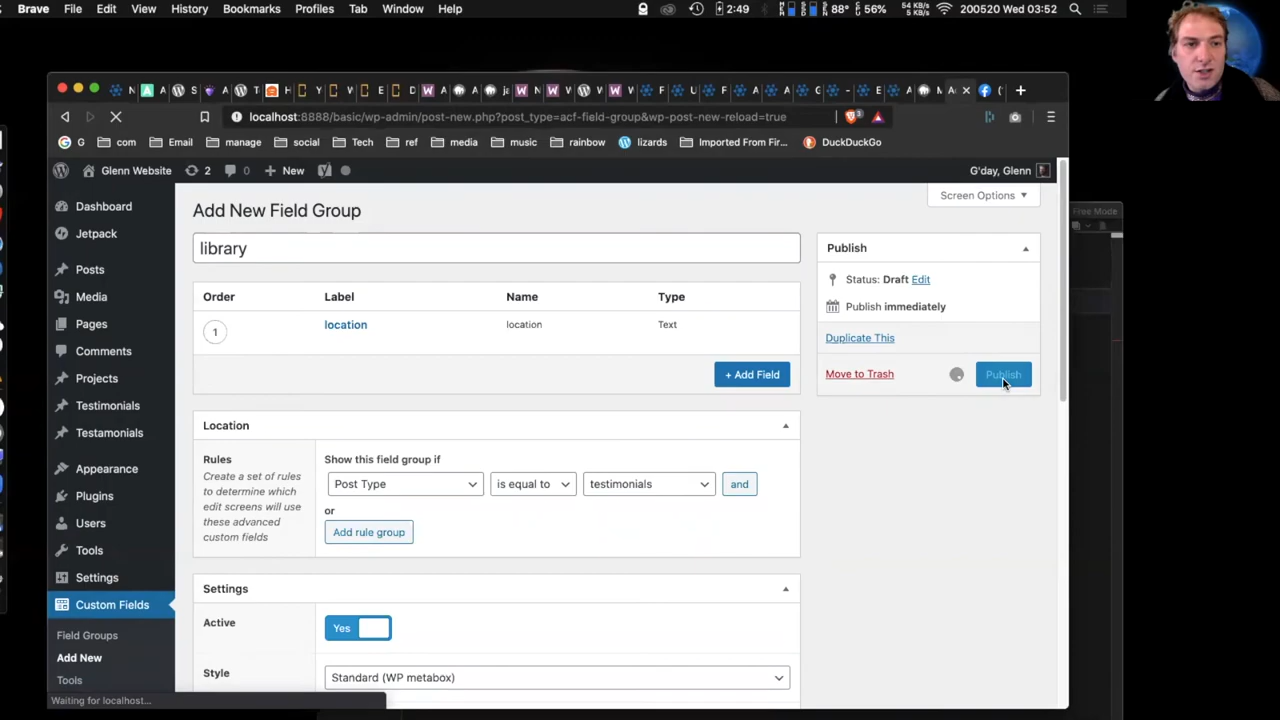 Brave File Edit View History Bookmarks Profiles Tab Window Help 2:49 88° 56% 54 KB/s 5 KB/s 200520 Wed 03:52
localhost:8888/basic/wp-admin/post-new.php?post_type=acf-field-group&wp-post-new-reload=true
G com Email manage social Tech ref media music rainbow lizards Imported From Fir... DuckDuckGo
Glenn Website 2 0 New G'day, Glenn
Screen Options
Free Mode
Dashboard
Jetpack
Posts
Media
Pages
Comments
Projects
Testimonials
Testamonials
Appearance
Plugins
Users
Tools
Settings
Custom Fields
Field Groups
Add New
Tools
Waiting for localhost...
Add New Field Group
library
Order Label Name Type
1 location location Text
+ Add Field
Location
Rules
Create a set of rules
to determine which
edit screens will use
these advanced
custom fields
Show this field group if
Post Type is equal to testimonials and
or
Add rule group
Settings
Active Yes
Style Standard (WP metabox)
Publish
Status: Draft Edit
Publish immediately
Duplicate This
Move to Trash Publish